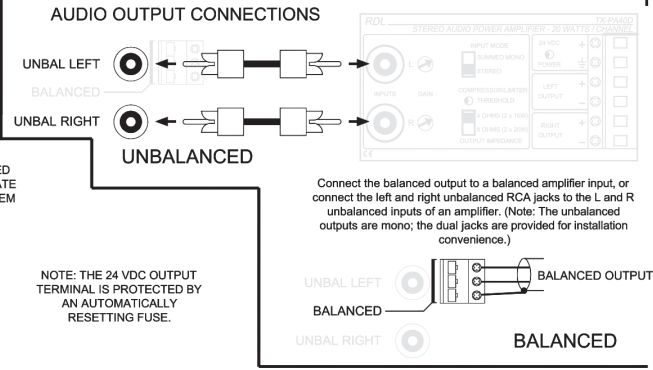 AUDIO OUTPUT CONNECTIONS
RDL
TX-PA40D
STEREO AUDIO POWER AMPLIFIER - 20 WATTS / CHANNEL
UNBAL LEFT
BALANCED
UNBAL RIGHT
UNBALANCED
L
R
INPUTS
GAIN
INPUT MODE
SUMMED MONO
STEREO
COMPRESSOR/LIMITER
THRESHOLD
4 OHMS (2 x 15W)
8 OHMS (2 x 20W)
OUTPUT IMPEDANCE
24 VDC
POWER
+
LEFT
OUTPUT
+
–
RIGHT
OUTPUT
+
–
CE
ED
ATE
EM
Connect the balanced output to a balanced amplifier input, or
connect the left and right unbalanced RCA jacks to the L and R
unbalanced inputs of an amplifier. (Note: The unbalanced
outputs are mono; the dual jacks are provided for installation
convenience.)
NOTE: THE 24 VDC OUTPUT
TERMINAL IS PROTECTED BY
AN AUTOMATICALLY
RESETTING FUSE.
UNBAL LEFT
BALANCED
UNBAL RIGHT
BALANCED OUTPUT
BALANCED